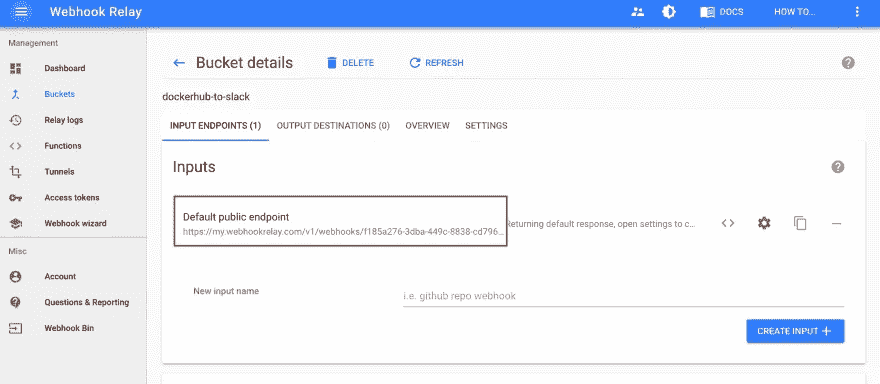 Webhook Relay
DOCS
HOW TO...
Management
Dashboard
Buckets
Relay logs
Functions
Tunnels
Access tokens
Webhook wizard
Misc
Account
Questions & Reporting
Webhook Bin
Bucket details
DELETE
REFRESH
dockerhub-to-slack
INPUT ENDPOINTS (1)
OUTPUT DESTINATIONS (0)
OVERVIEW
SETTINGS
Inputs
Default public endpoint
https://my.webhookrelay.com/v1/webhooks/f185a276-3dba-449c-8838-cd796...
Returning default response, open settings to c...
New input name
i.e. github repo webhook
CREATE INPUT +